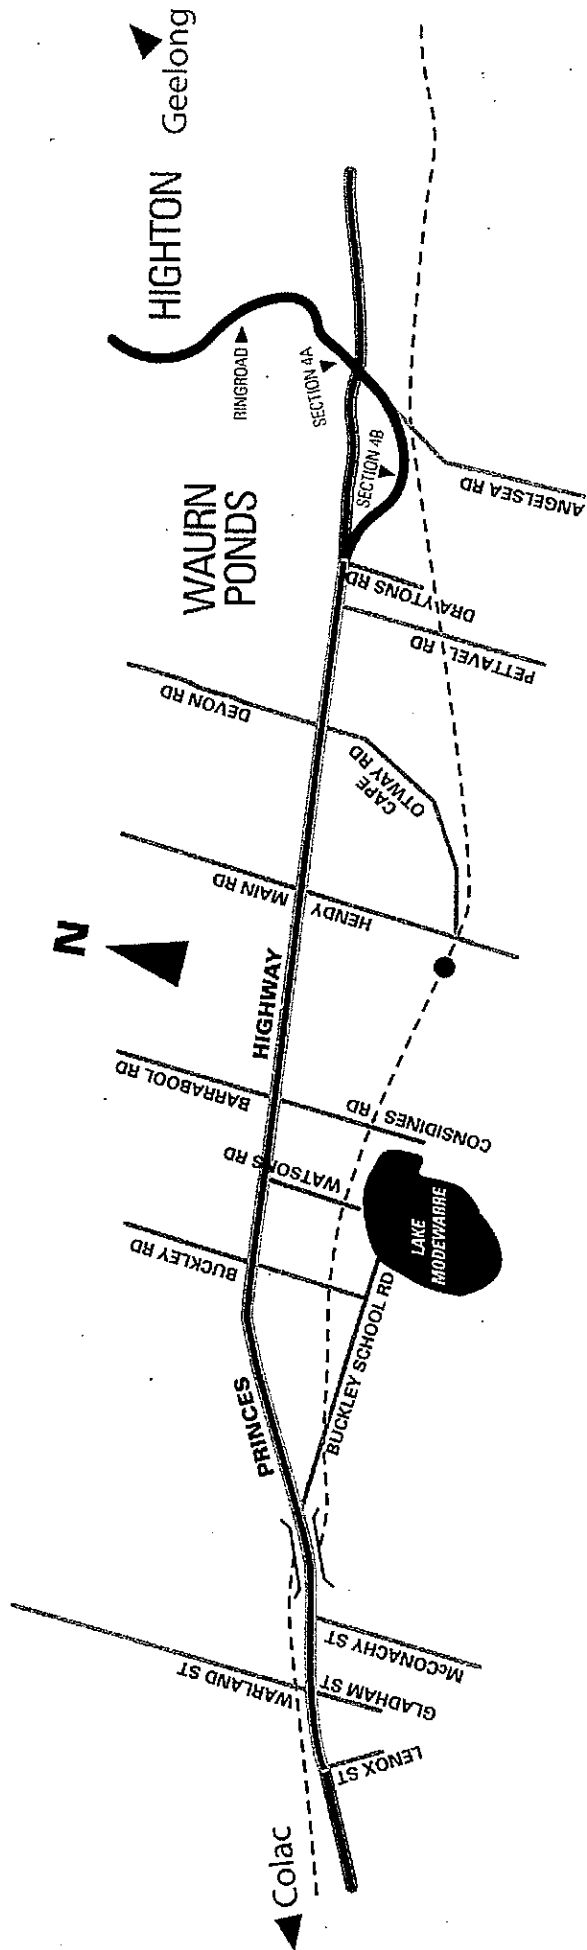 Geelong
HIGHTON
RINGROAD
SECTION 4A
SECTION 4B
WAURN
PONDS
ANGELSEA RD
DRAYTONS RD
PETTAVEL RD
DEVON RD
CAPE
OTWAY RD
MAIN RD
HENDY
N
HIGHWAY
BARRABOOL RD
CONSIDINES RD
WATSONS RD
LAKE
MODEWARRE
BUCKLEY RD
BUCKLEY SCHOOL RD
PRINCES
WARLAND ST
McCONACHY ST
GLADHAM ST
LENOX ST
Colac